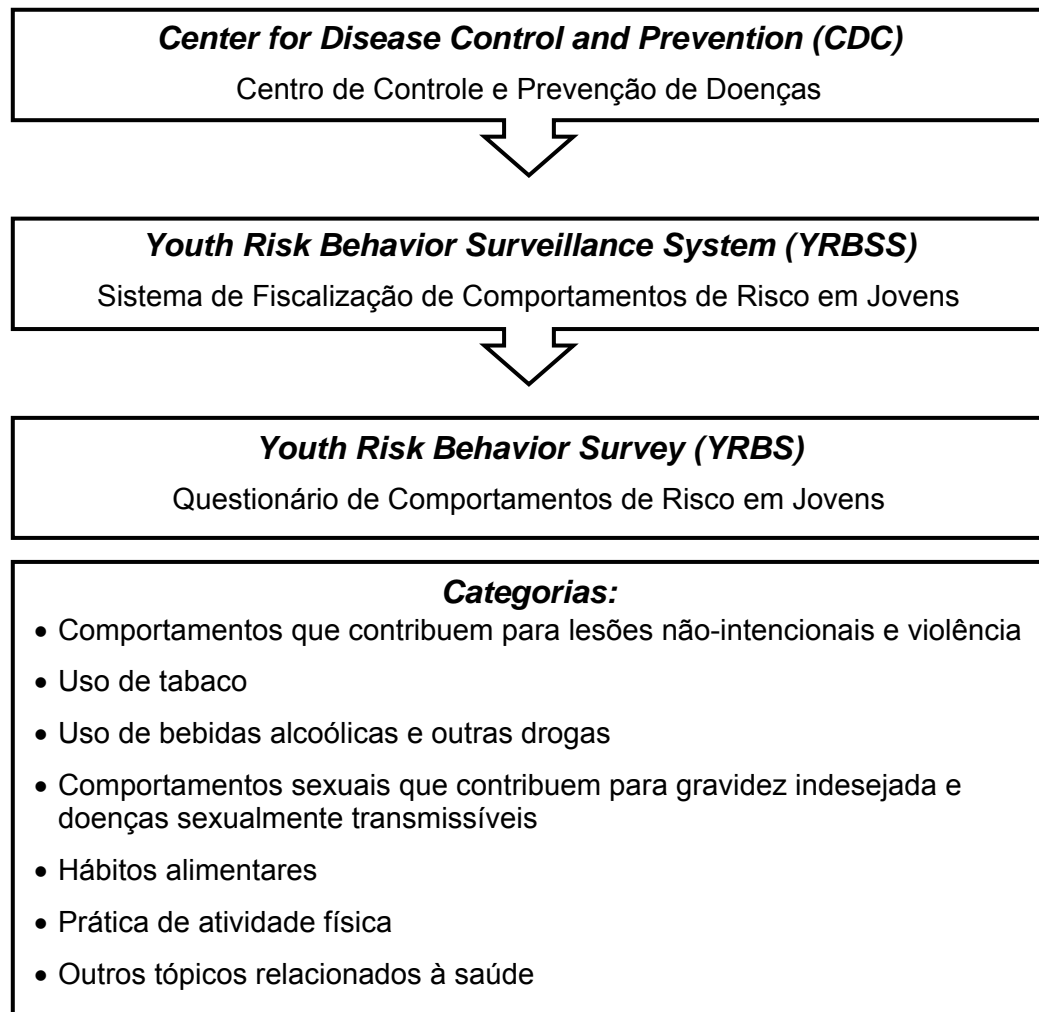 Center for Disease Control and Prevention (CDC)
Centro de Controle e Prevenção de Doenças
Youth Risk Behavior Surveillance System (YRBSS)
Sistema de Fiscalização de Comportamentos de Risco em Jovens
Youth Risk Behavior Survey (YRBS)
Questionário de Comportamentos de Risco em Jovens
Categorias:
• Comportamentos que contribuem para lesões não-intencionais e violência
• Uso de tabaco
• Uso de bebidas alcoólicas e outras drogas
• Comportamentos sexuais que contribuem para gravidez indesejada e
doenças sexualmente transmissíveis
• Hábitos alimentares
• Prática de atividade física
• Outros tópicos relacionados à saúde